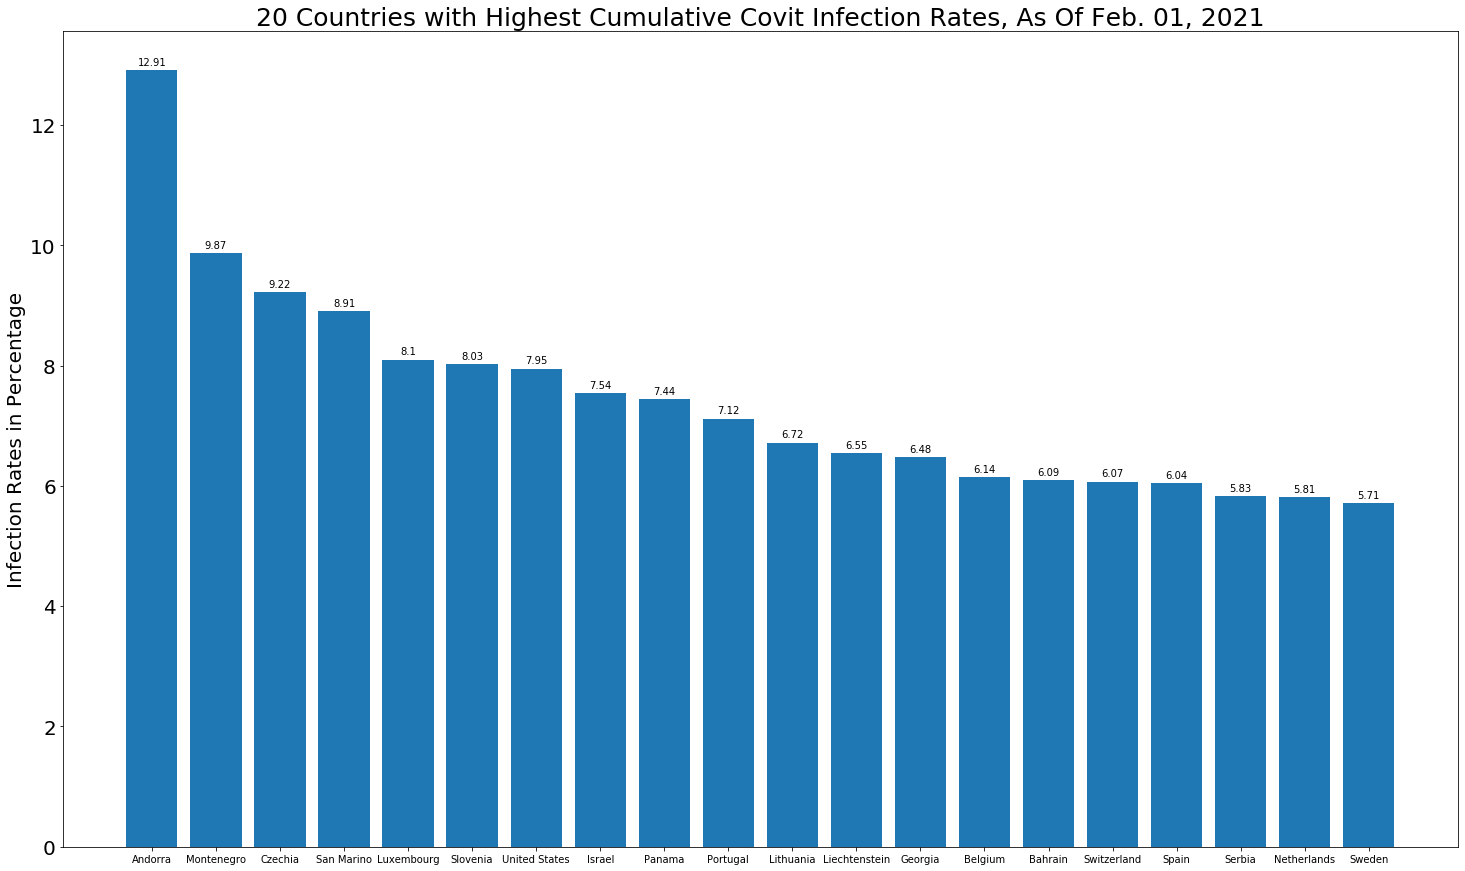 20 Countries with Highest Cumulative Covit Infection Rates, As Of Feb. 01, 2021
Infection Rates in Percentage
12
10
8
6
4
2
0
12.91
9.87
9.22
8.91
8.1
8.03
7.95
7.54
7.44
7.12
6.72
6.55
6.48
6.14
6.09
6.07
6.04
5.83
5.81
5.71
Andorra
Montenegro
Czechia
San Marino
Luxembourg
Slovenia
United States
Israel
Panama
Portugal
Lithuania
Liechtenstein
Georgia
Belgium
Bahrain
Switzerland
Spain
Serbia
Netherlands
Sweden